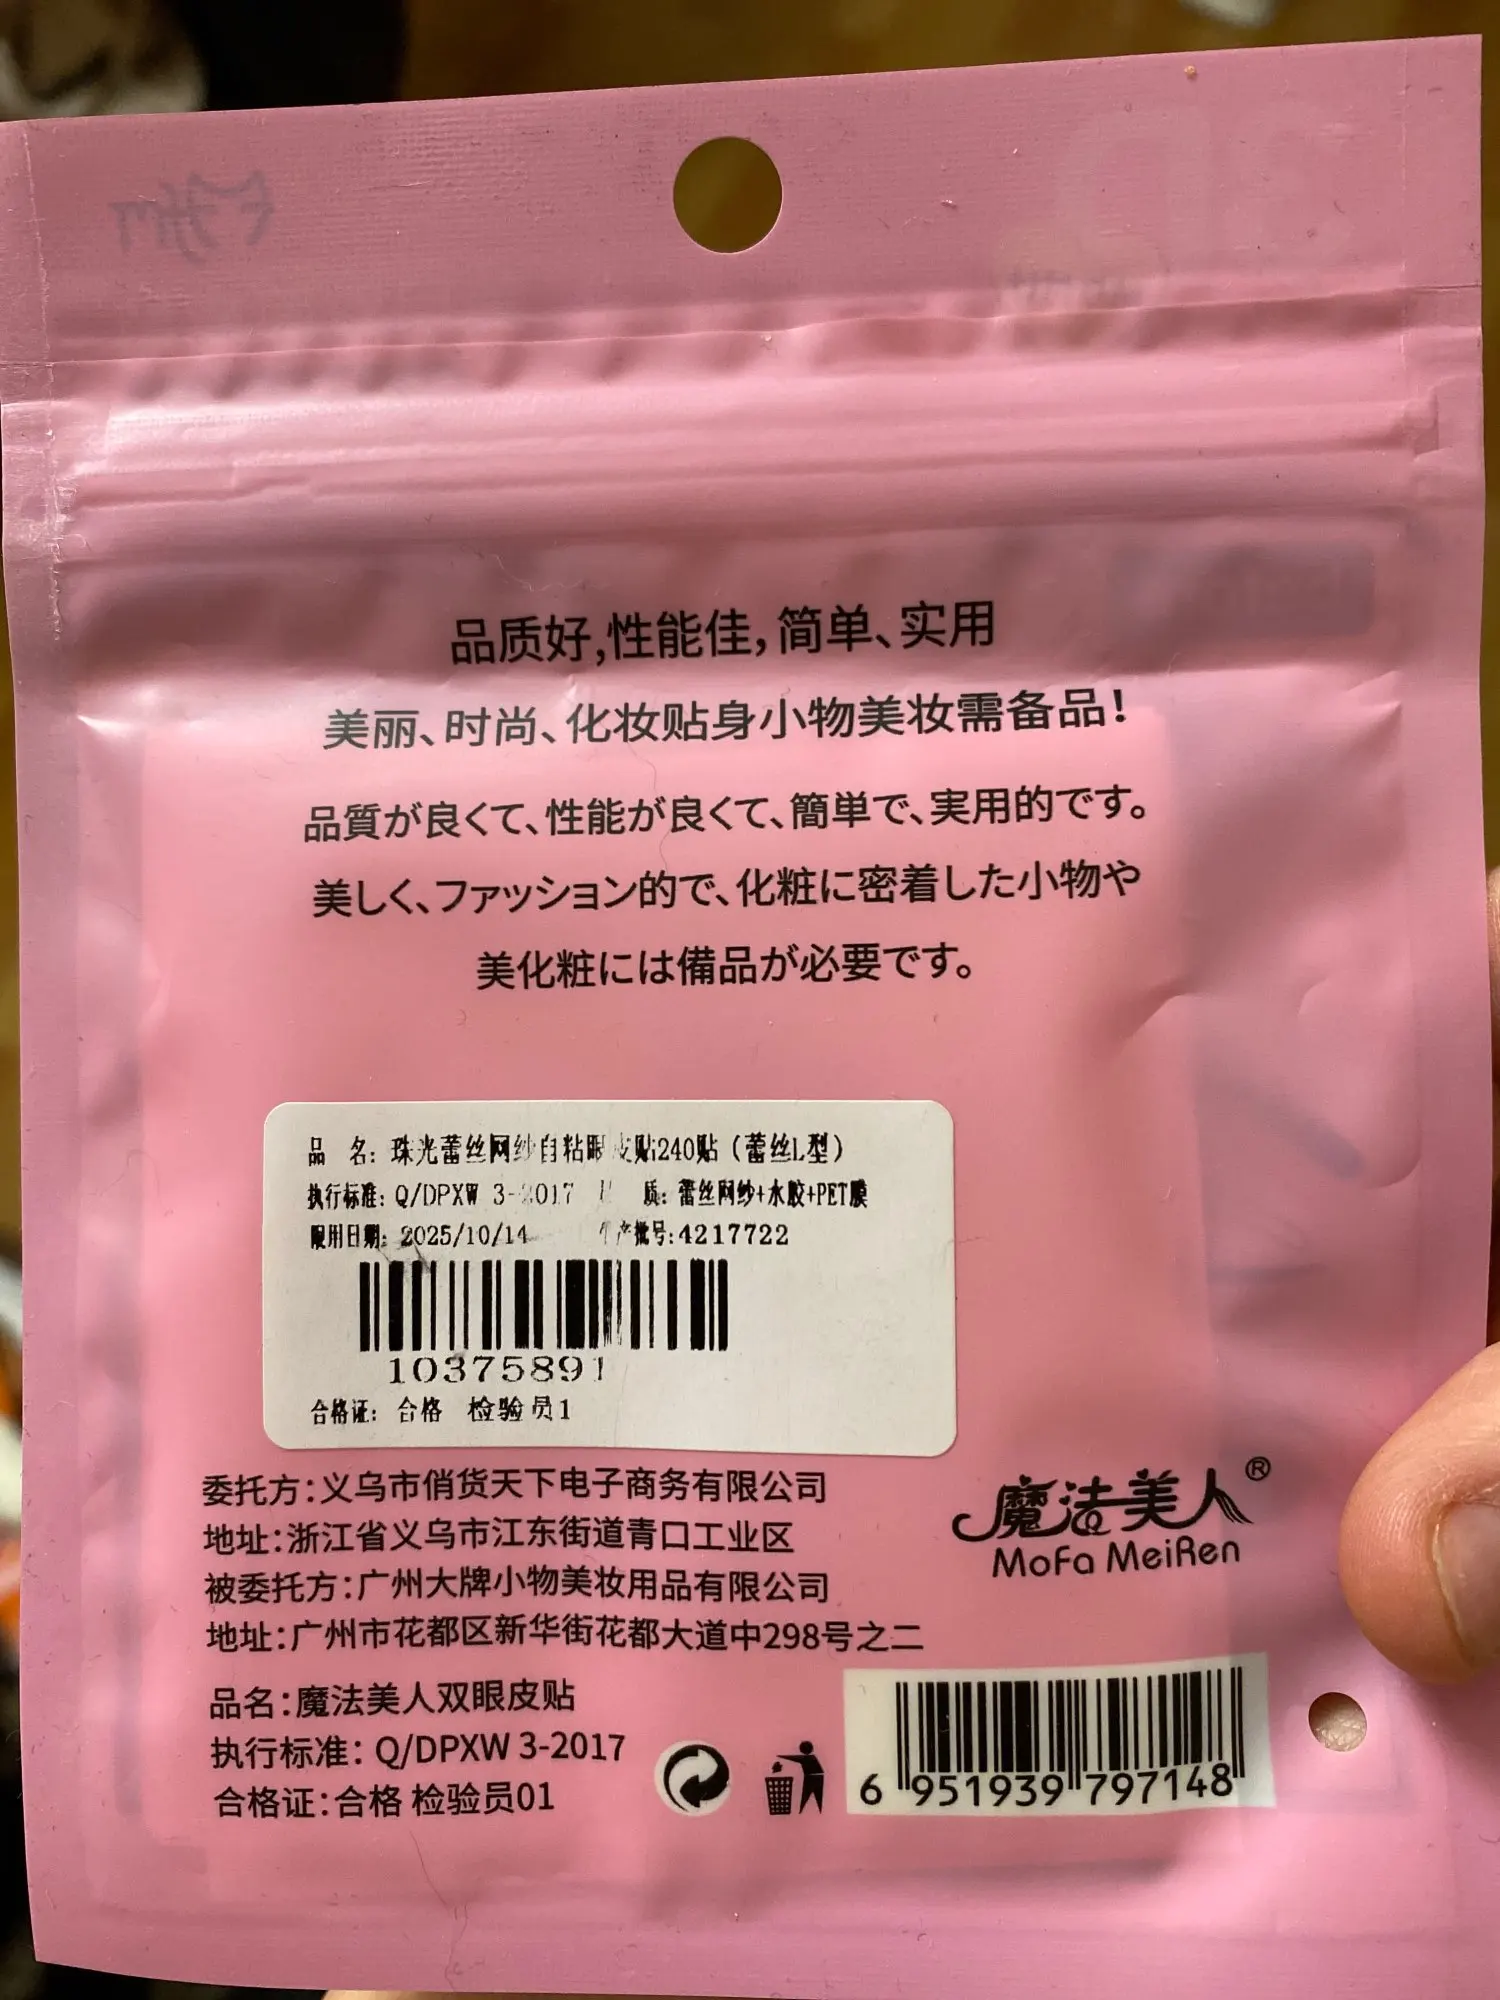 品质好,性能佳,简单、实用
美丽、时尚、化妆贴身小物美妆需备品!
品質が良くて、性能が良くて、簡単で、実用的です。
美しく、ファッション的で、化粧に密着した小物や
美化粧には備品が必要です。
品 名: 珠光蕾丝网纱自粘眼皮贴240贴（蕾丝L型）
执行标准: Q/DPXW 3-2017 质: 蕾丝网纱+水胶+PET膜
限用日期: 2025/10/14 生产批号:4217722
10375891
合格证: 合格 检验员1
委托方:义乌市俏货天下电子商务有限公司
地址:浙江省义乌市江东街道青口工业区
被委托方:广州大牌小物美妆用品有限公司
地址:广州市花都区新华街花都大道中298号之二
魔法美人®
MoFa MeiRen
品名:魔法美人双眼皮贴
执行标准: Q/DPXW 3-2017
合格证:合格 检验员01
6 951939 797148